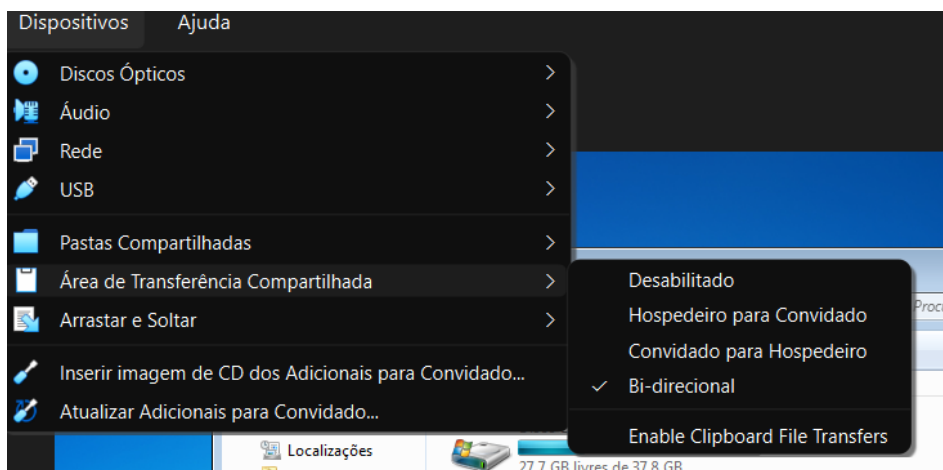 Dispositivos Ajuda
Discos Ópticos
Áudio
Rede
USB
Pastas Compartilhadas
Área de Transferência Compartilhada
Arrastar e Soltar
Inserir imagem de CD dos Adicionais para Convidado...
Atualizar Adicionais para Convidado...
Desabilitado
Hospedeiro para Convidado
Convidado para Hospedeiro
Bi-direcional
Enable Clipboard File Transfers
Localizações
27,7 GB livres de 37,8 GB